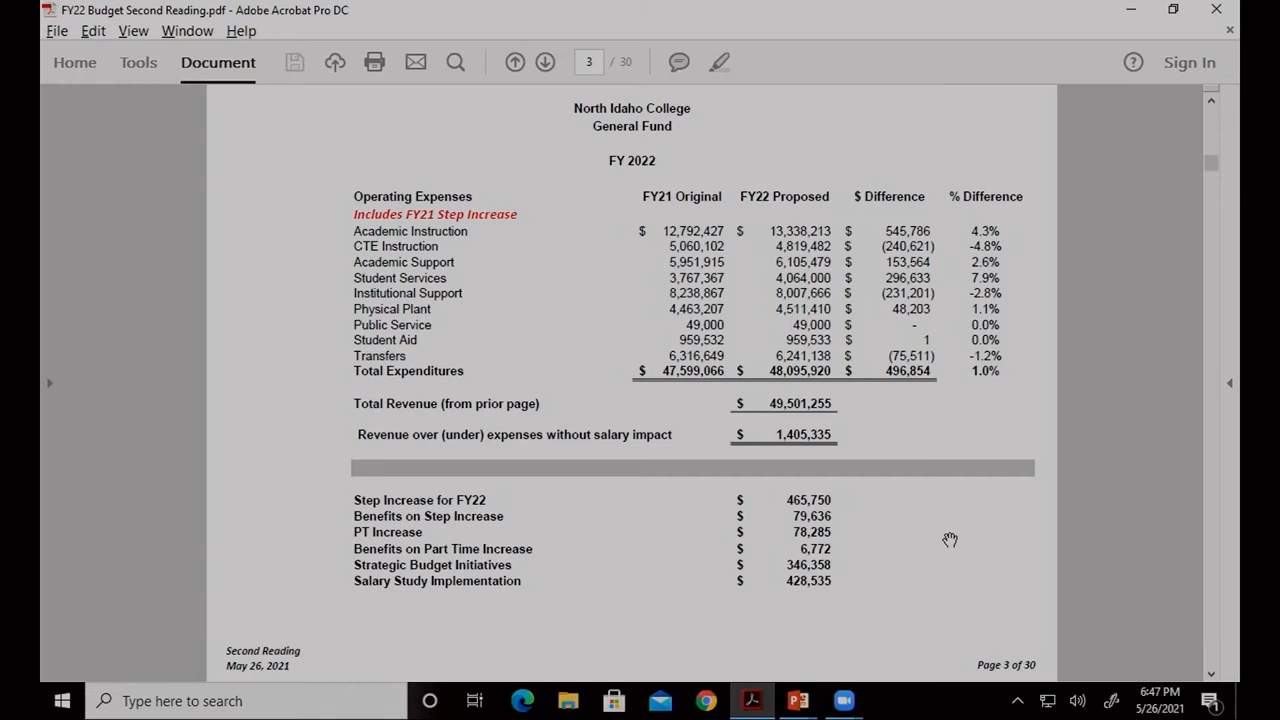 FY22 Budget Second Reading.pdf - Adobe Acrobat Pro DC
File Edit View Window Help
Home Tools Document 3 / 30 Sign In
North Idaho College
General Fund
FY 2022
Operating Expenses FY21 Original FY22 Proposed $ Difference % Difference
Includes FY21 Step Increase
Academic Instruction $ 12,792,427 $ 13,338,213 $ 545,786 4.3%
CTE Instruction 5,060,102 4,819,482 $ (240,621) -4.8%
Academic Support 5,951,915 6,105,479 $ 153,564 2.6%
Student Services 3,767,367 4,064,000 $ 296,633 7.9%
Institutional Support 8,238,867 8,007,666 $ (231,201) -2.8%
Physical Plant 4,463,207 4,511,410 $ 48,203 1.1%
Public Service 49,000 49,000 $ - 0.0%
Student Aid 959,532 959,533 $ 1 0.0%
Transfers 6,316,649 6,241,138 $ (75,511) -1.2%
Total Expenditures $ 47,599,066 $ 48,095,920 $ 496,854 1.0%
Total Revenue (from prior page) $ 49,501,255
Revenue over (under) expenses without salary impact $ 1,405,335
Step Increase for FY22 $ 465,750
Benefits on Step Increase $ 79,636
PT Increase $ 78,285
Benefits on Part Time Increase $ 6,772
Strategic Budget Initiatives $ 346,358
Salary Study Implementation $ 428,535
Second Reading
May 26, 2021 Page 3 of 30
Type here to search
6:47 PM
5/26/2021
1